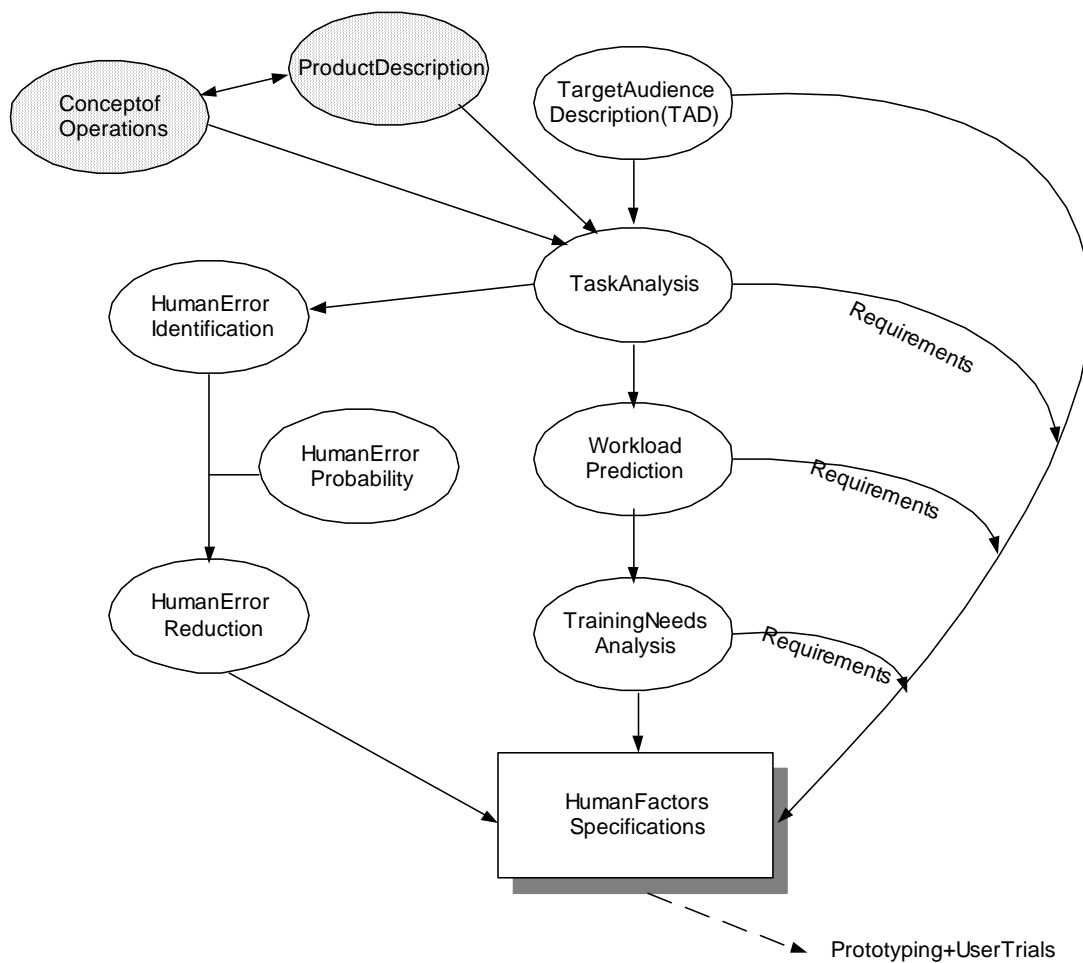 ProductDescription
Conceptof
Operations
TargetAudience
Description(TAD)
TaskAnalysis
HumanError
Identification
Requirements
HumanError
Probability
Workload
Prediction
Requirements
HumanError
Reduction
TrainingNeeds
Analysis
Requirements
HumanFactors
Specifications
Prototyping+UserTrials